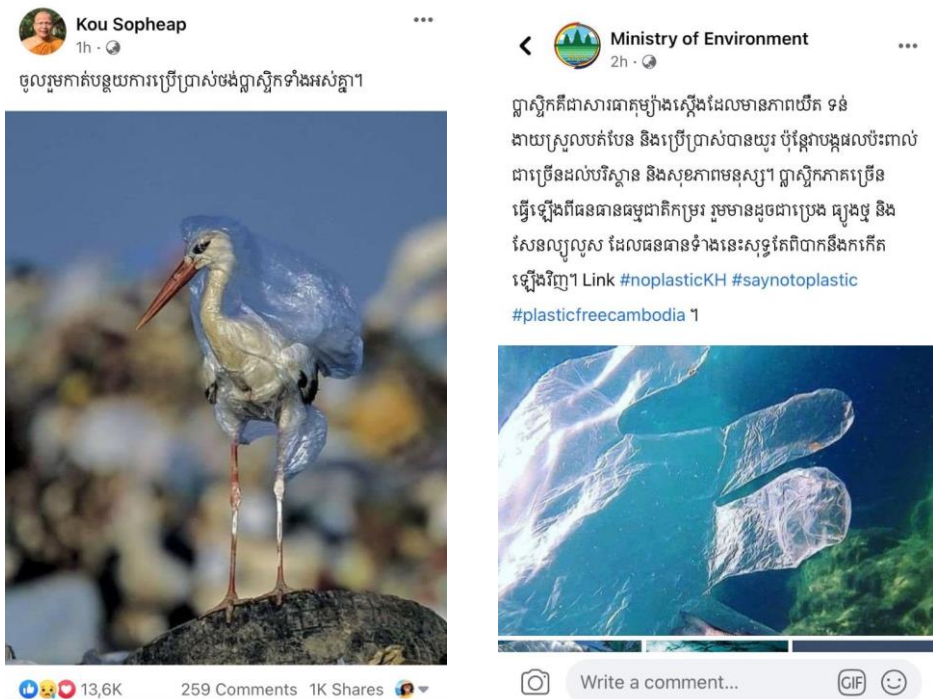 Kou Sopheap
1h
ចូលរួមកាត់បន្ថយការប្រើប្រាស់ថង់ប្លាស្ទិកទាំងអស់គ្នា។
13,6K
259 Comments 1K Shares
Ministry of Environment
2h
ប្លាស្ទិកគឺជាសារធាតុម្យ៉ាងស្តើងដែលមានភាពយឺត ទន់
ងាយស្រួលបត់បែន និងប្រើប្រាស់បានយូរ ប៉ុន្តែវាបង្កផលប៉ះពាល់
ជាច្រើនដល់បរិស្ថាន និងសុខភាពមនុស្ស។ ប្លាស្ទិកភាគច្រើន
ធ្វើឡើងពីធនធានធម្មជាតិកម្ររ រួមមានដូចជាប្រេង ធ្យូងថ្ម និង
សែនល្យូលូស ដែលធនធានទំាងនេះសុទ្ធតែពិបាកនឹងកកើត
ឡើងវិញ។ Link #noplasticKH #saynotoplastic
#plasticfreecambodia ។
Write a comment...
GIF